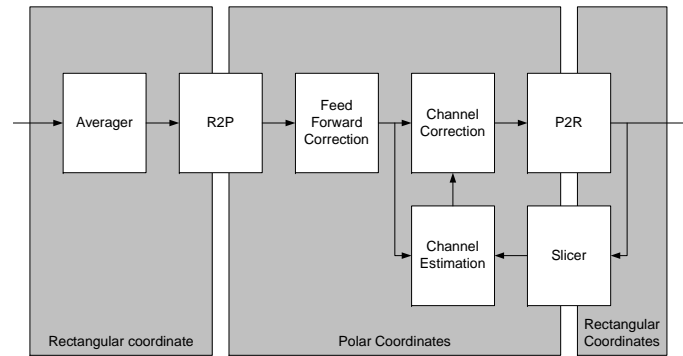 Averager
R2P
Feed
Forward
Correction
Channel
Correction
P2R
Channel
Estimation
Slicer
Rectangular coordinate
Polar Coordinates
Rectangular
Coordinates